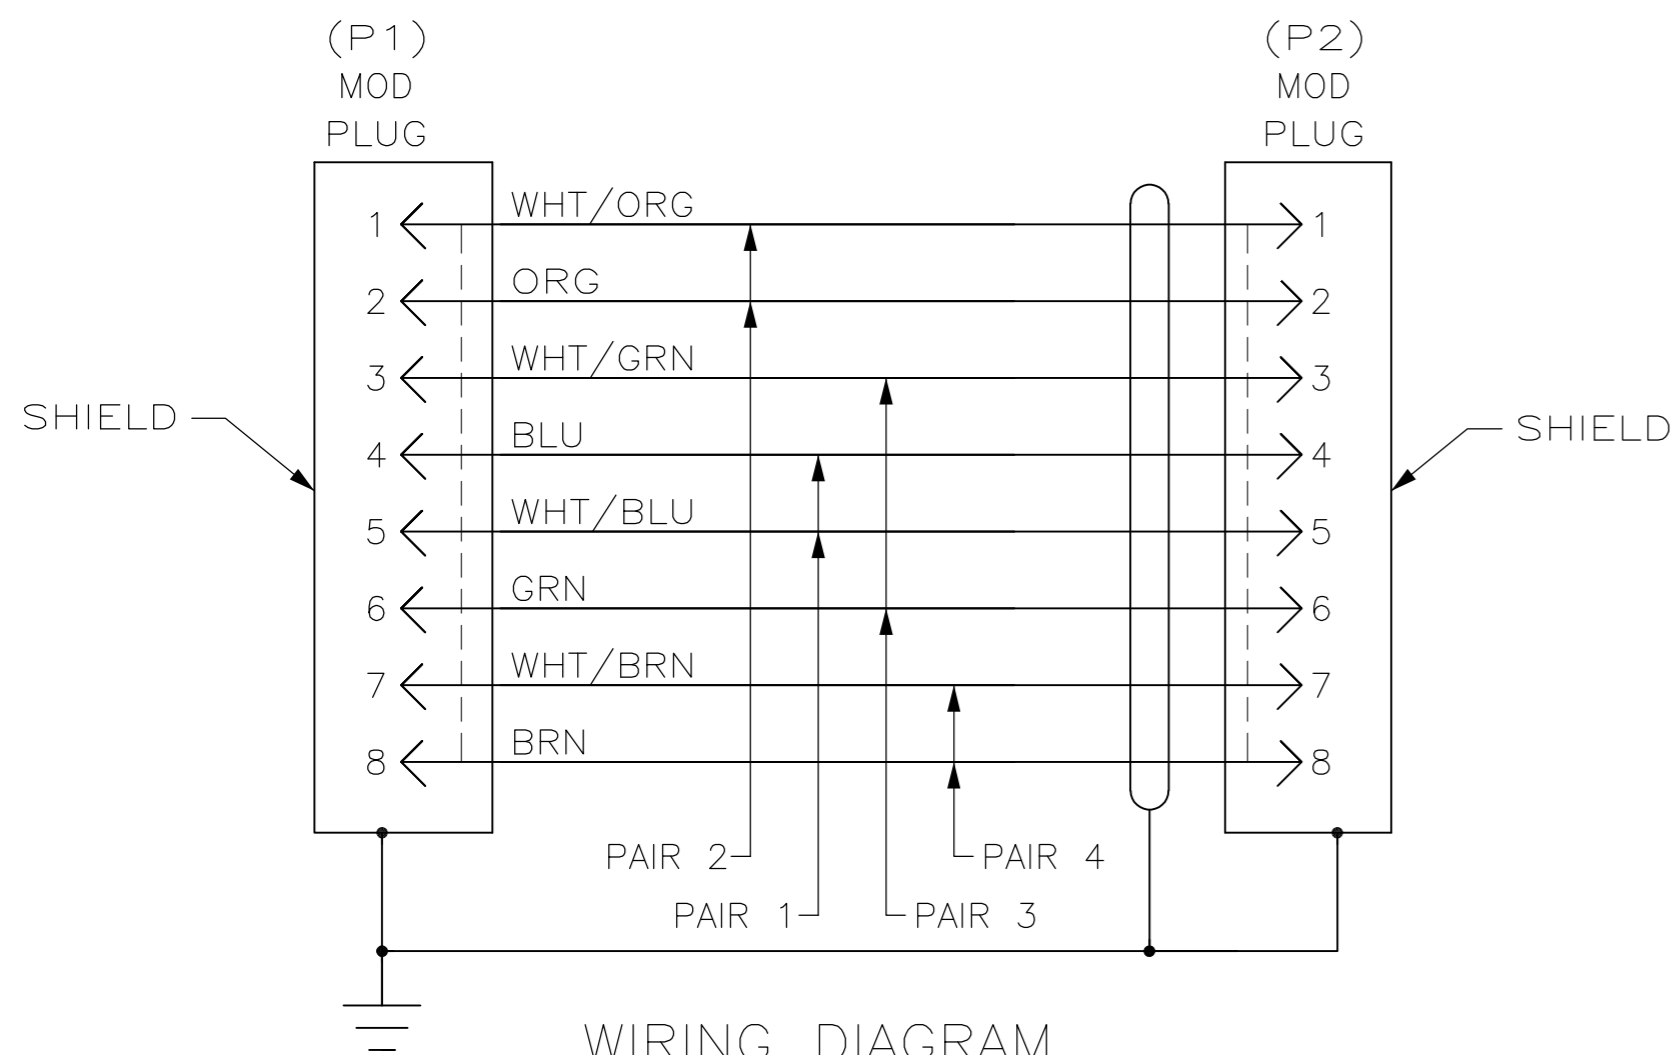 (P1)
MOD
PLUG
(P2)
MOD
PLUG
1 WHT/ORG 1
2 ORG 2
3 WHT/GRN 3
SHIELD
4 BLU 4
SHIELD
5 WHT/BLU 5
6 GRN 6
7 WHT/BRN 7
8 BRN 8
PAIR 2
PAIR 4
PAIR 1
PAIR 3
WIRING DIAGRAM